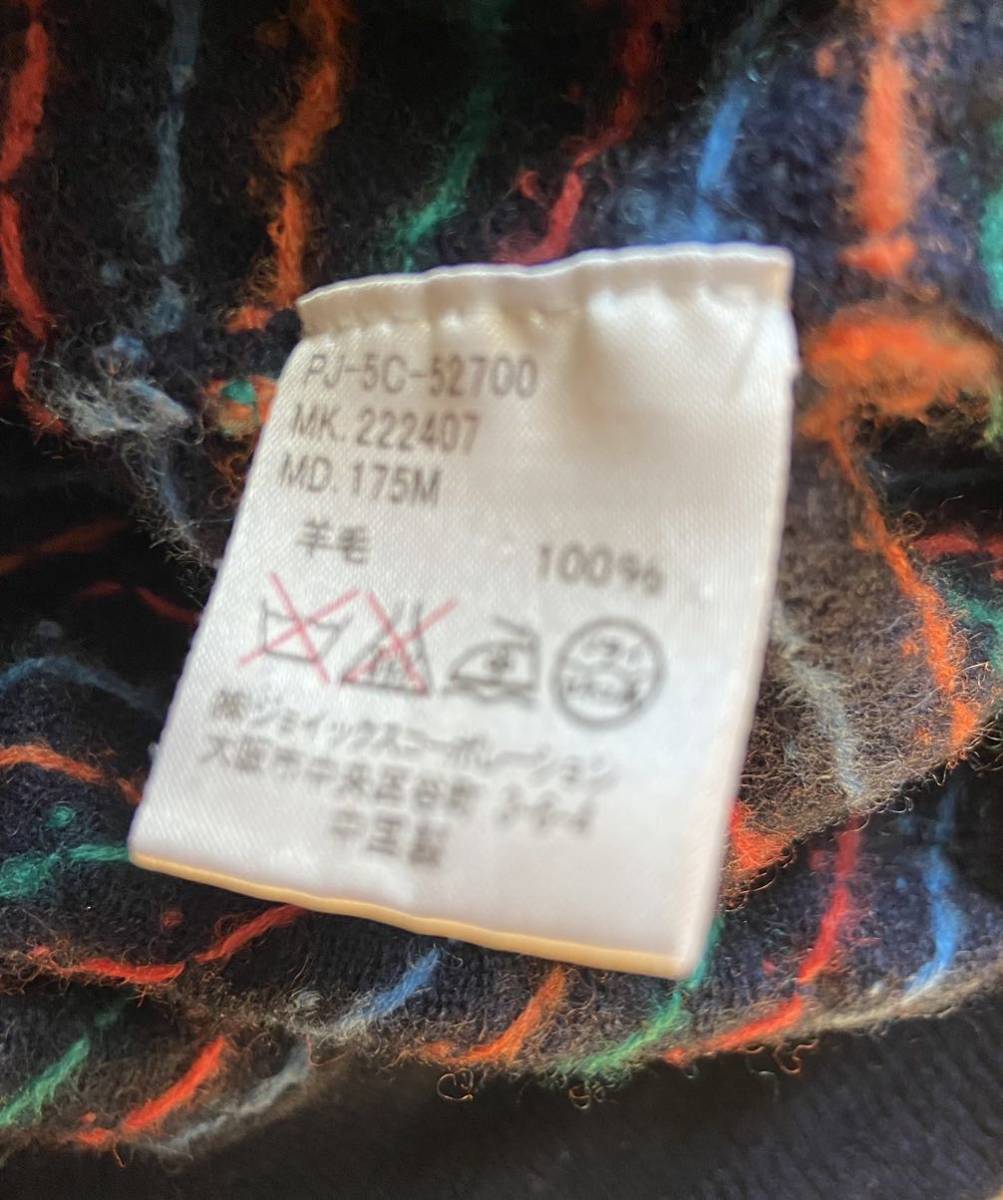 PJ-5C-52700
MK. 222407
MD. 175M
羊毛 100%
㈱ジョイックスコーポレーション
大阪市中央区谷町
中国製